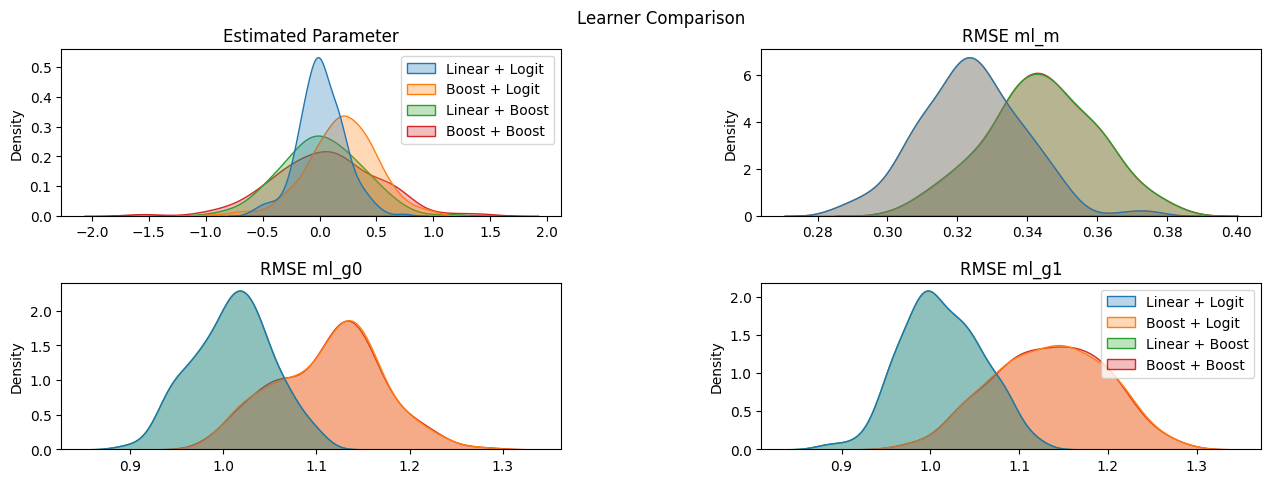 Learner Comparison
Estimated Parameter
Density
0.5
0.4
0.3
0.2
0.1
0.0
Linear + Logit
Boost + Logit
Linear + Boost
Boost + Boost
−2.0 −1.5 −1.0 −0.5 0.0 0.5 1.0 1.5 2.0
RMSE ml_m
Density
6
4
2
0
0.28 0.30 0.32 0.34 0.36 0.38 0.40
RMSE ml_g0
Density
2.0
1.5
1.0
0.5
0.0
0.9 1.0 1.1 1.2 1.3
RMSE ml_g1
Density
2.0
1.5
1.0
0.5
0.0
Linear + Logit
Boost + Logit
Linear + Boost
Boost + Boost
0.9 1.0 1.1 1.2 1.3